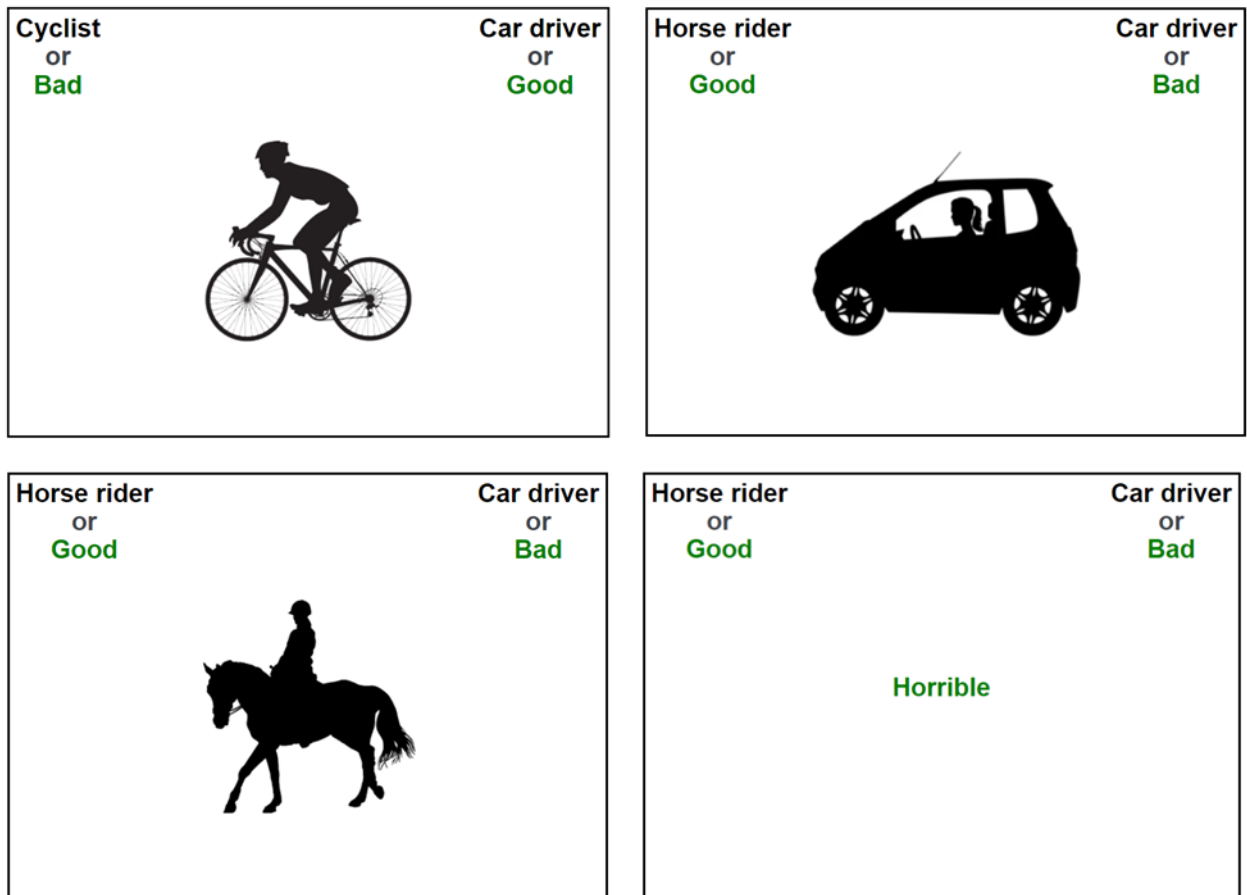 Cyclist
or
Bad
Car driver
or
Good
Horse rider
or
Good
Car driver
or
Bad
Horse rider
or
Good
Car driver
or
Bad
Horse rider
or
Good
Car driver
or
Bad
Horrible